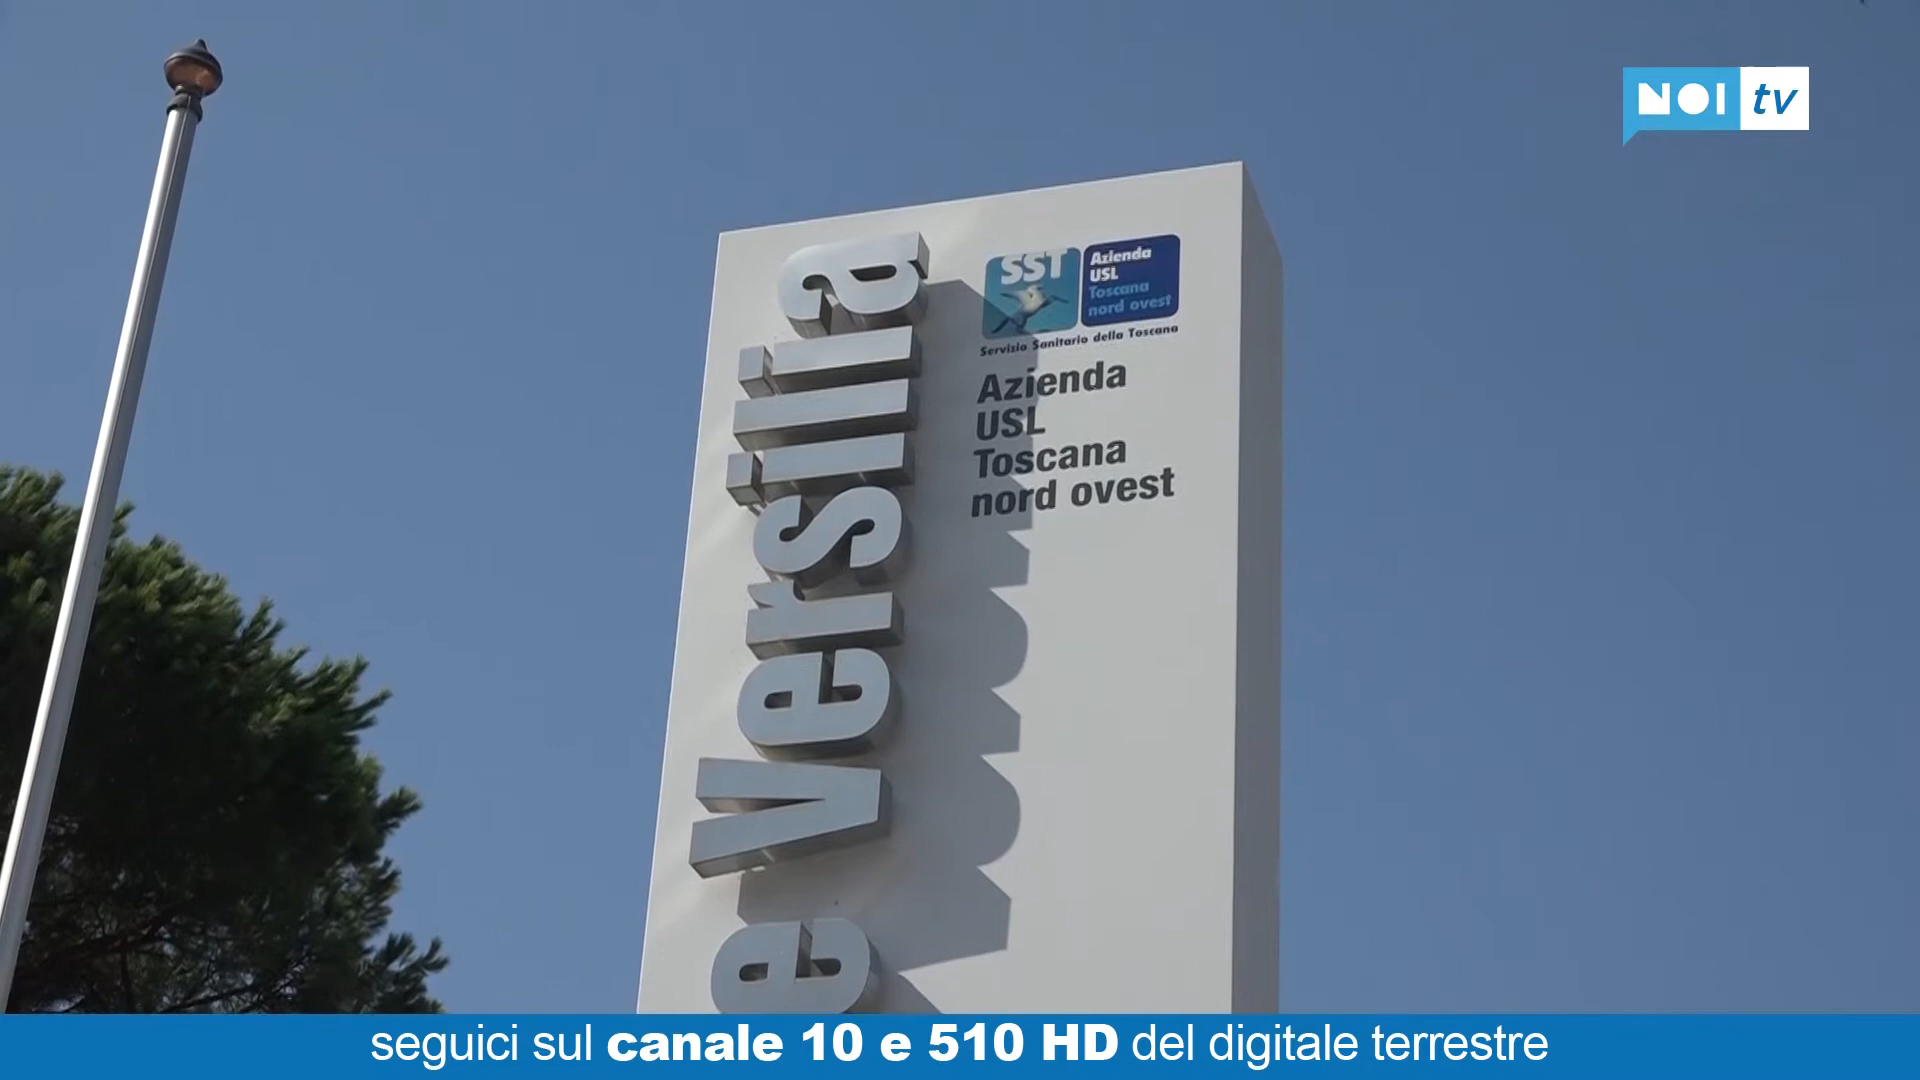 NOI tv
e Versilia
SST
Azienda
USL
Toscana
nord ovest
Servizio Sanitario della Toscana
Azienda
USL
Toscana
nord ovest
seguici sul canale 10 e 510 HD del digitale terrestre